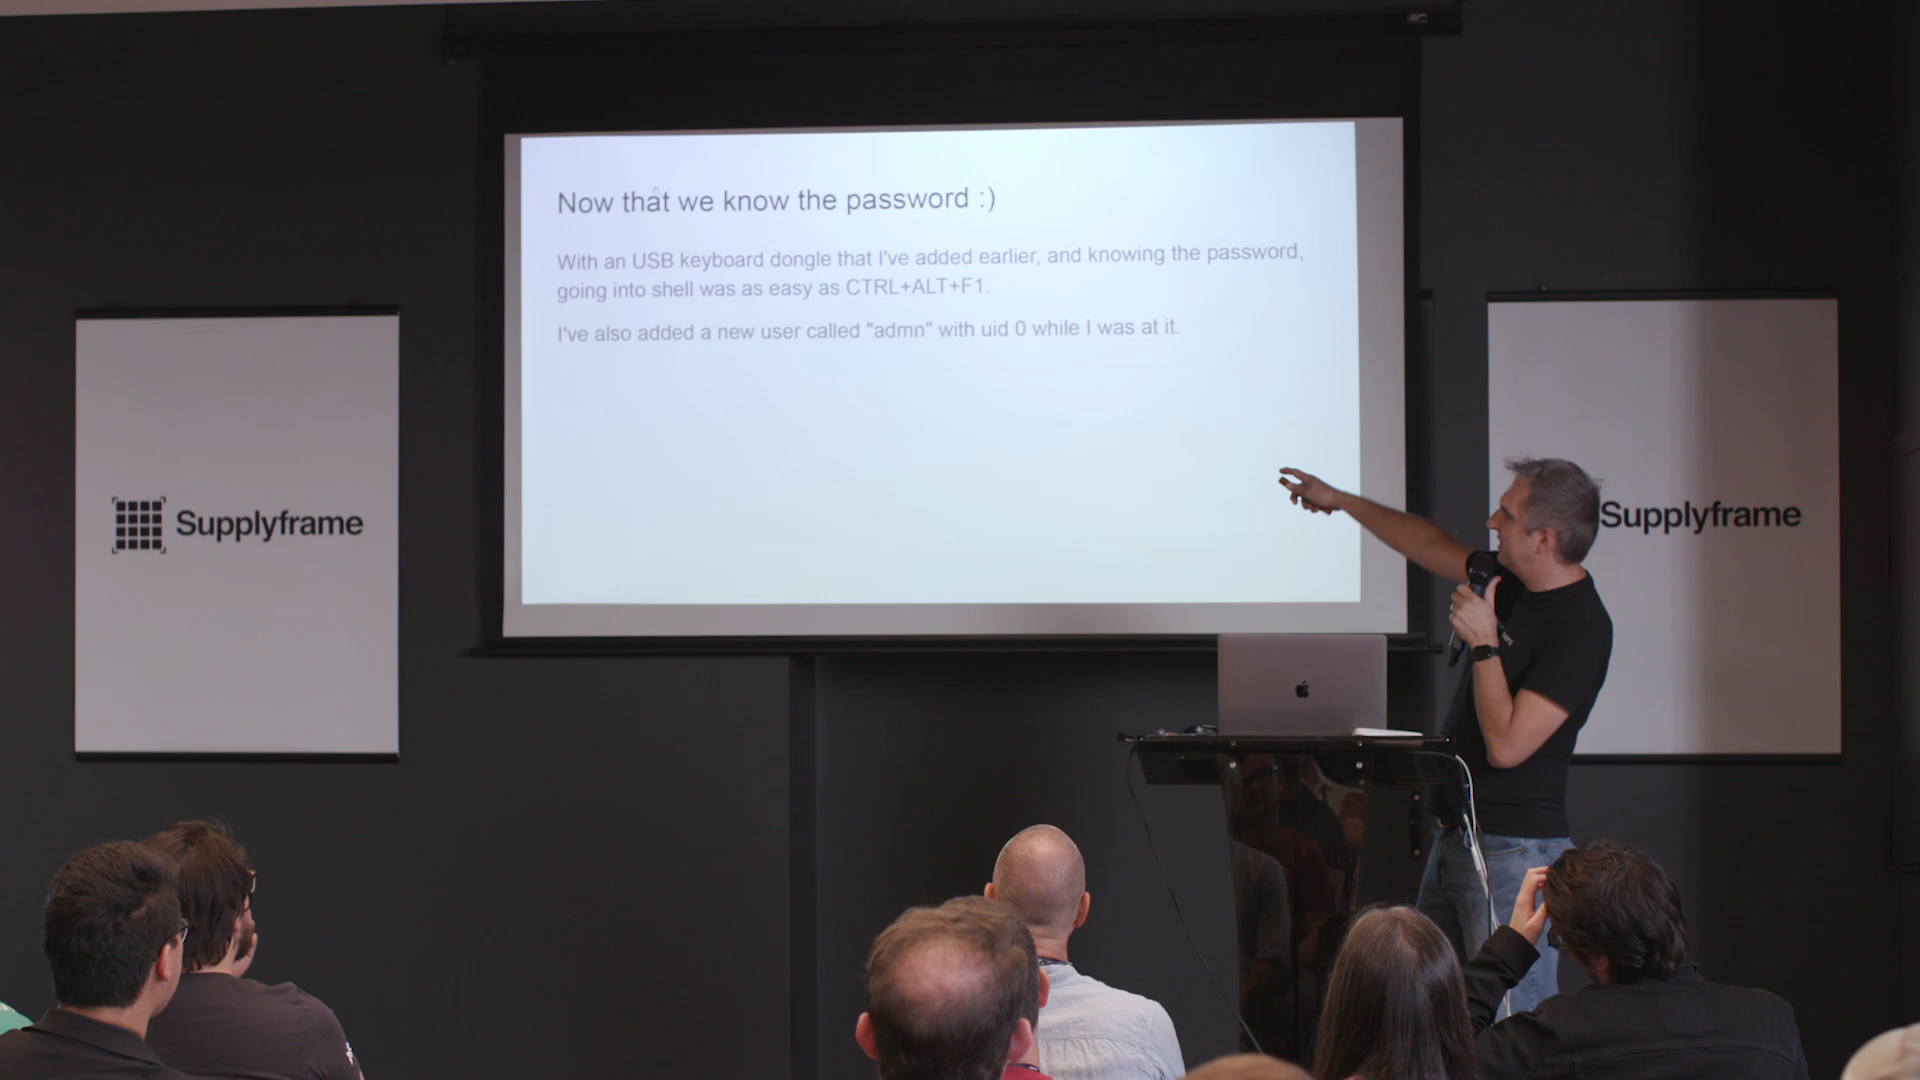 Now that we know the password :)
With an USB keyboard dongle that I've added earlier, and knowing the password,
going into shell was as easy as CTRL+ALT+F1.
I've also added a new user called "admn" with uid 0 while I was at it.
Supplyframe
Supplyframe